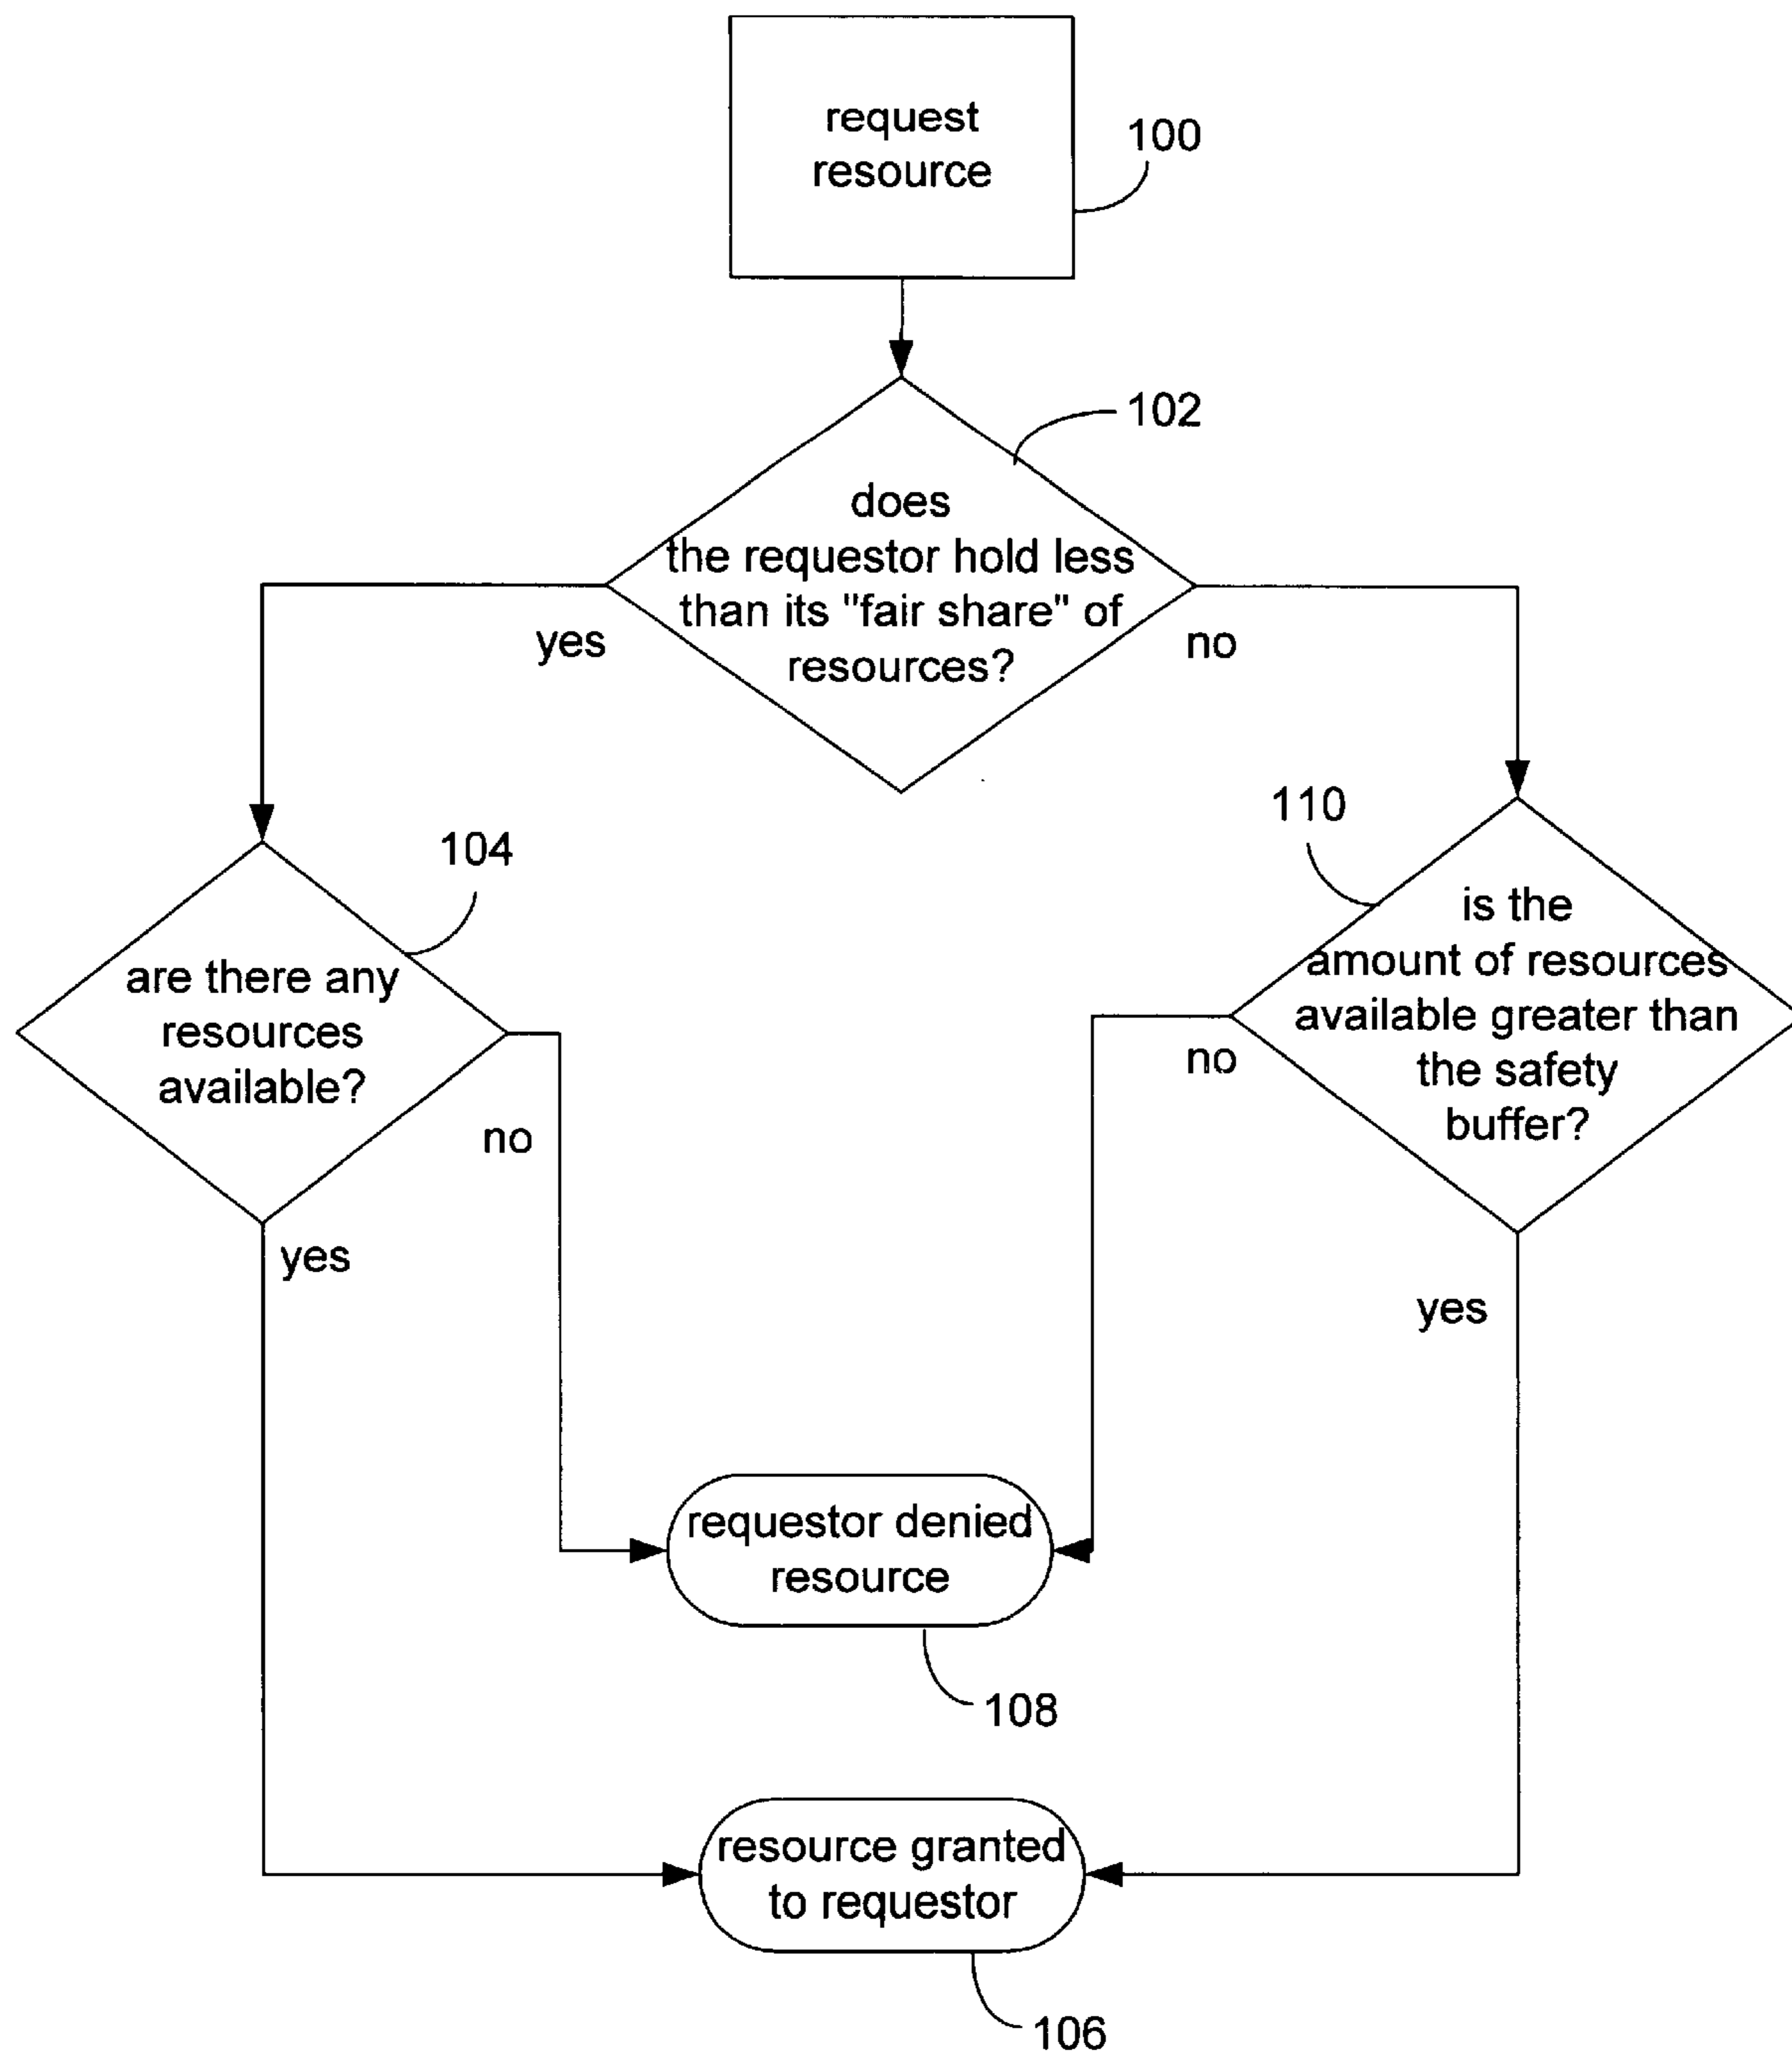 request
resource
100
102
does
the requestor hold less
than its "fair share" of
resources?
yes
no
104
110
are there any
resources
available?
is the
amount of resources
available greater than
the safety
buffer?
no
no
yes
yes
requestor denied
resource
108
resource granted
to requestor
106